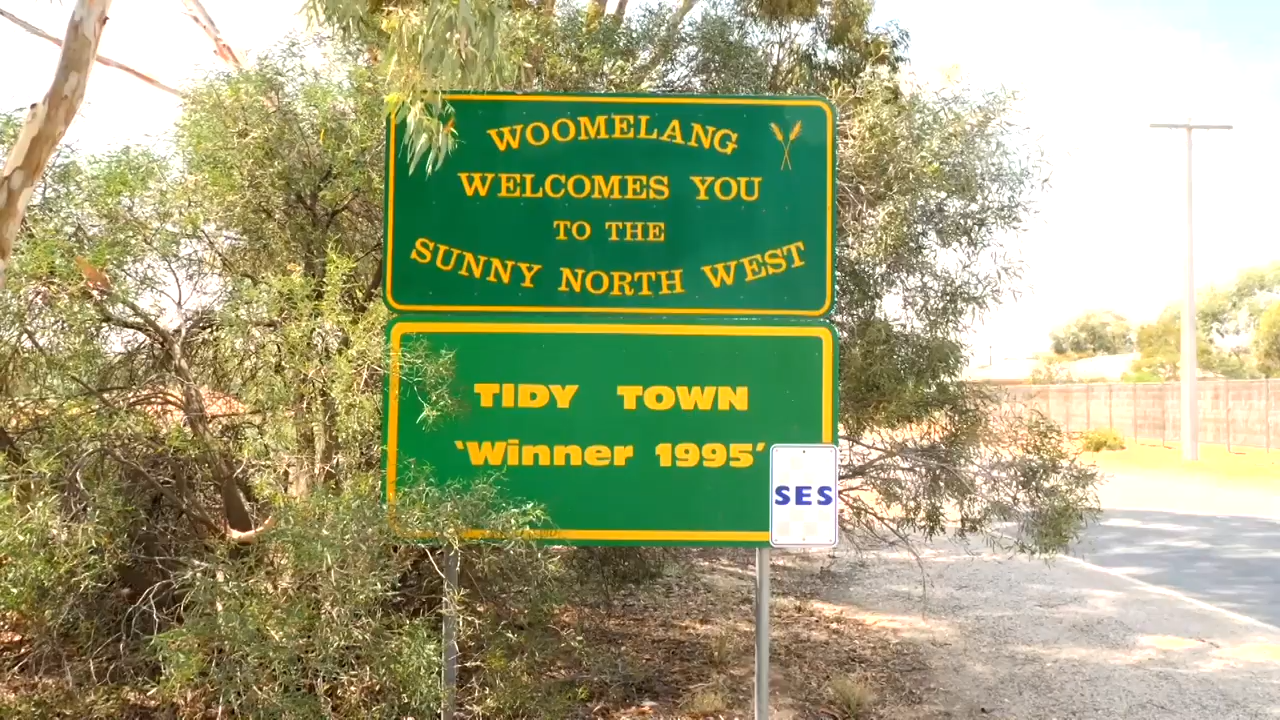 WOOMELANG
WELCOMES YOU
TO THE
SUNNY NORTH WEST
TIDY TOWN
'Winner 1995'
SES